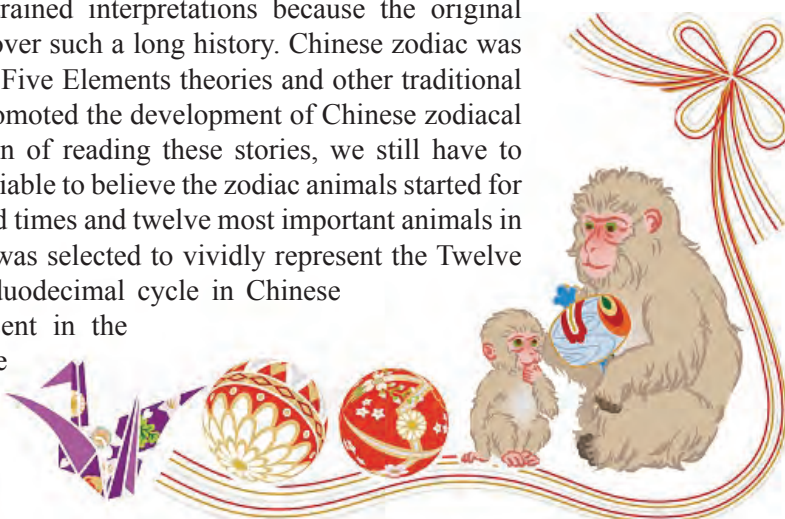 rained interpretations because the original
over such a long history. Chinese zodiac was
Five Elements theories and other traditional
omoted the development of Chinese zodiacal
n of reading these stories, we still have to
iable to believe the zodiac animals started for
d times and twelve most important animals in
was selected to vividly represent the Twelve
luodecimal cycle in Chinese
ent in the
e